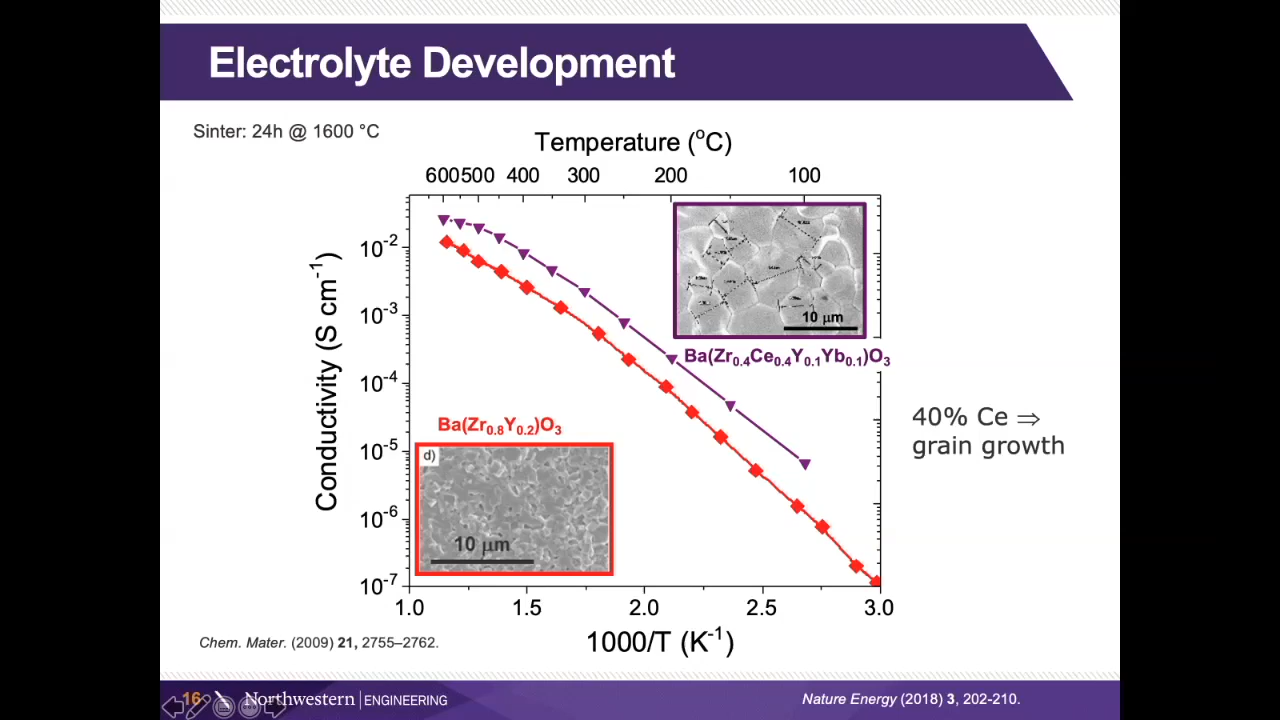 Electrolyte Development
Sinter: 24h @ 1600 °C
Temperature (°C)
600 500 400 300 200 100
10⁻²
10⁻³
10⁻⁴
10⁻⁵
10⁻⁶
10⁻⁷
Conductivity (S cm⁻¹)
10 μm
Ba(Zr₀.₄Ce₀.₄Y₀.₁Yb₀.₁)O₃
40% Ce ⇒
grain growth
Ba(Zr₀.₈Y₀.₂)O₃
d)
10 μm
1.0 1.5 2.0 2.5 3.0
1000/T (K⁻¹)
Chem. Mater. (2009) 21, 2755–2762.
16
Northwestern | ENGINEERING
Nature Energy (2018) 3, 202-210.